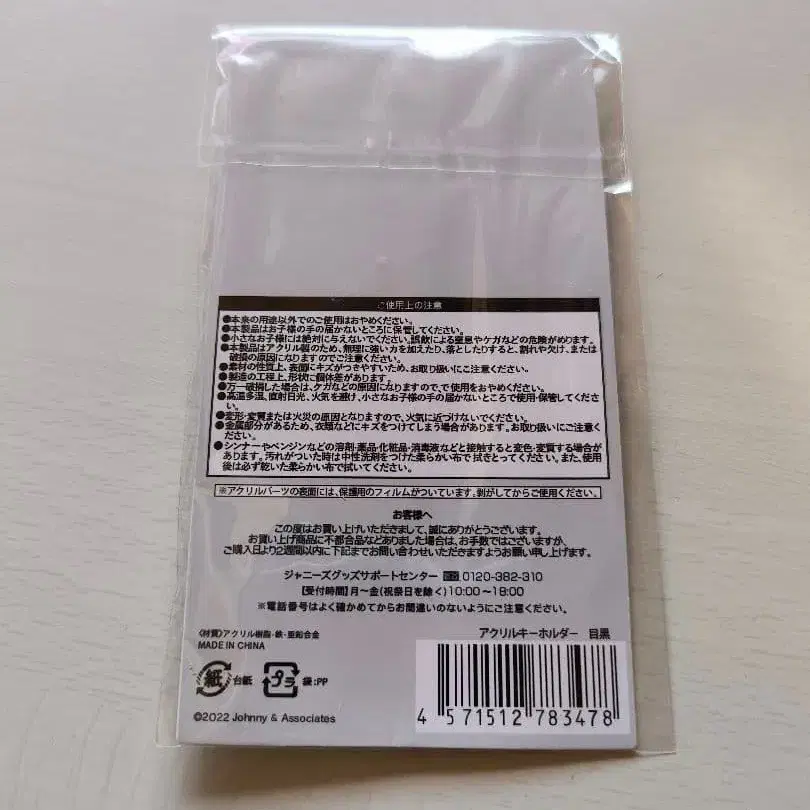 ご使用上の注意
●本来の用途以外でのご使用はおやめください。
●本製品はお子様の手の届かないところに保管してください。
●小さなお子様には絶対に与えないでください。誤飲による窒息やケガなどの危険があります。
●本製品はアクリル製のため、無理に強い力を加えたり、落としたりすると、割れや欠け、または
破損の原因になりますのでご注意ください。
●素材の性質上、表面にキズがつきやすいため、お取り扱いにご注意ください。
●製造の工程上、形状に個体差があります。
●万一破損した場合は、ケガなどの原因になりますので、で使用をおやめください。
●高温多湿、直射日光、火気を避け、小さなお子様の手の届かないところで使用・保管してくださ
い。
●変形・変質または火災の原因となりますので、火気に近づけないでください。
●金属部分があるため、衣類などにキズをつけてしまう場合があります。お取り扱いにご注意く
ださい。
●シンナーやベンジンなどの溶剤・薬品・化粧品・消毒液などと接触すると変色・変質する場合が
あります。汚れがついた時は中性洗剤をつけた柔らかい布で拭きとってください。また、使用
後は必ず乾いた柔らかい布で拭いてください。
※アクリルパーツの表面には、保護用のフィルムがついています。剥がしてからご使用ください。
お客様へ
この度はお買い上げいただきまして、誠にありがとうございます。
お買い上げ商品に不都合品などありました場合は、お手数ではございますが、
ご購入日より2週間以内に下記までお問い合わせいただきますようお願い申し上げます。
ジャニーズグッズサポートセンター 0120-382-310
【受付時間】月～金(祝祭日を除く)10:00～18:00
※電話番号はよく確かめてからお間違いのないようにご注意ください。
〈材質〉アクリル樹脂・鉄・亜鉛合金
MADE IN CHINA
アクリルキーホルダー 目黒
紙 台紙 プラ 袋:PP
4 571512 783478
©2022 Johnny & Associates